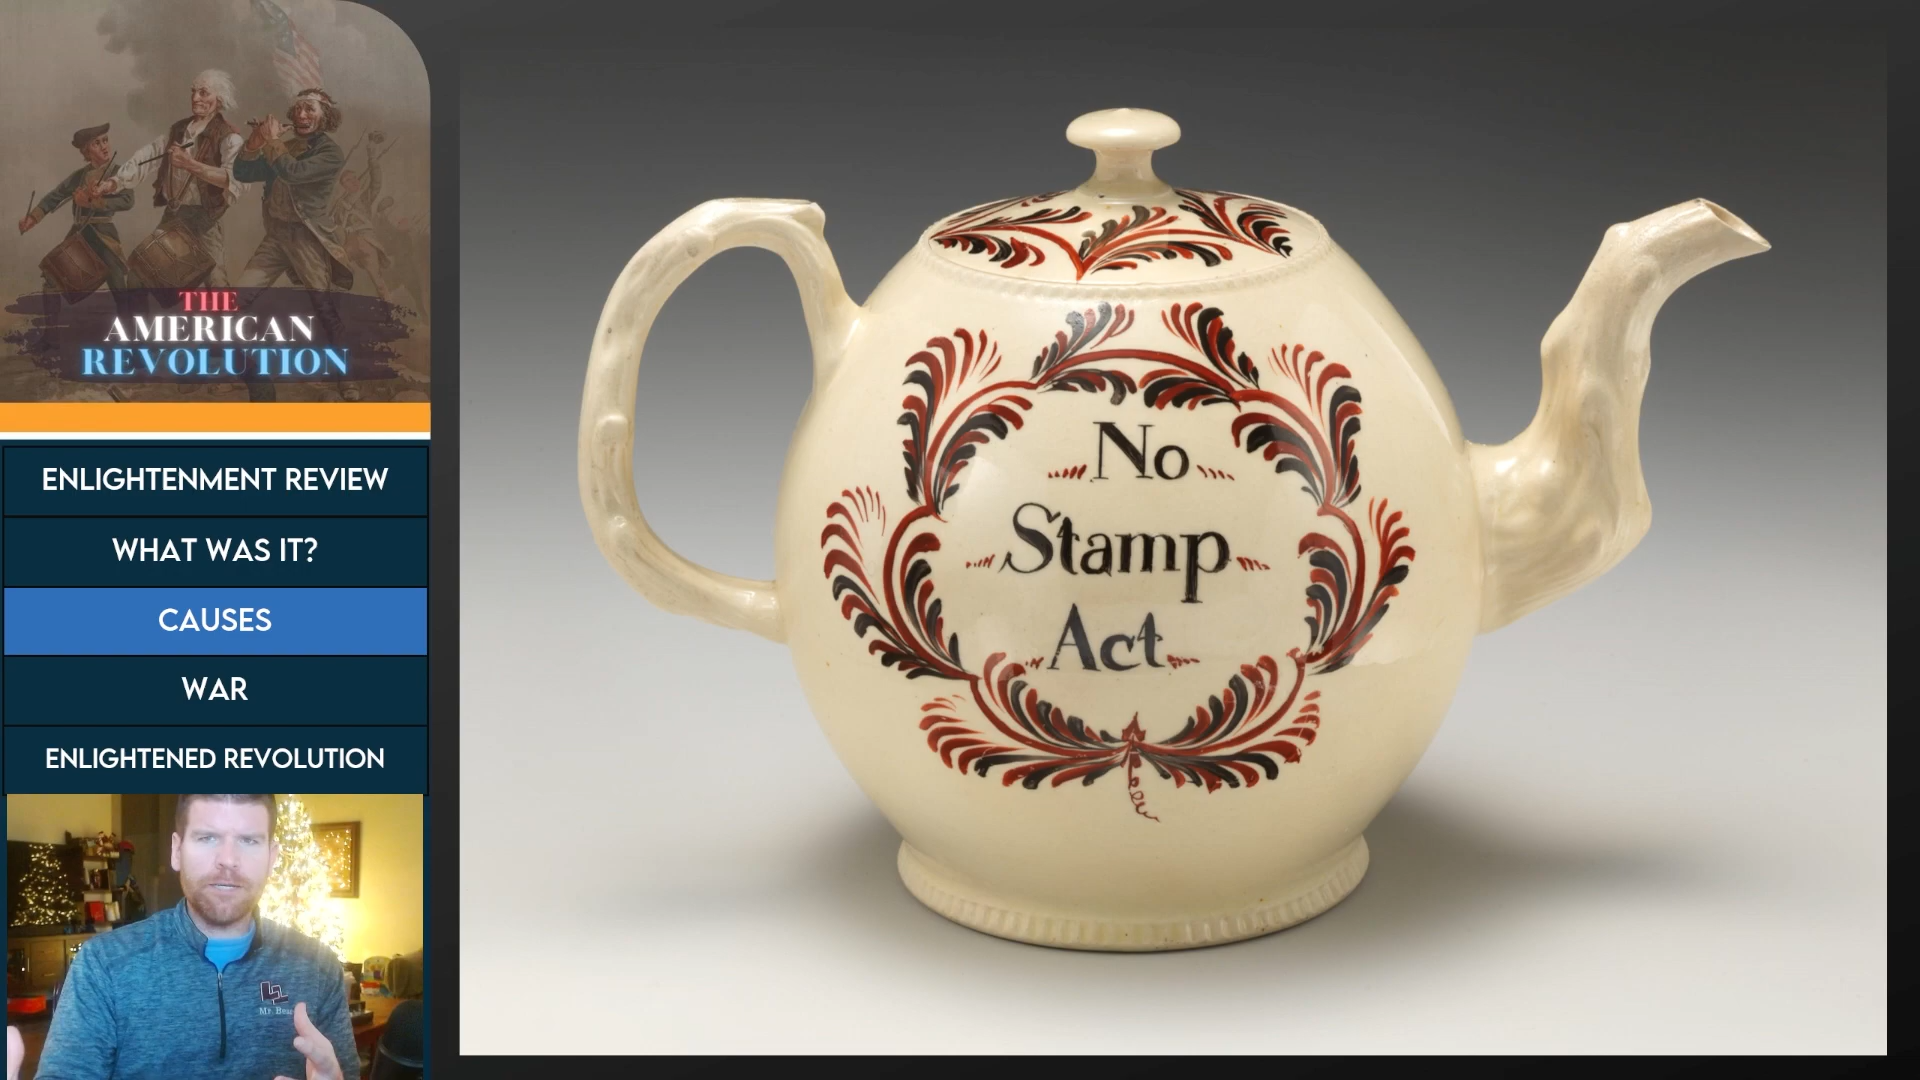 THE
AMERICAN
REVOLUTION
ENLIGHTENMENT REVIEW
WHAT WAS IT?
CAUSES
WAR
ENLIGHTENED REVOLUTION
No
Stamp
Act